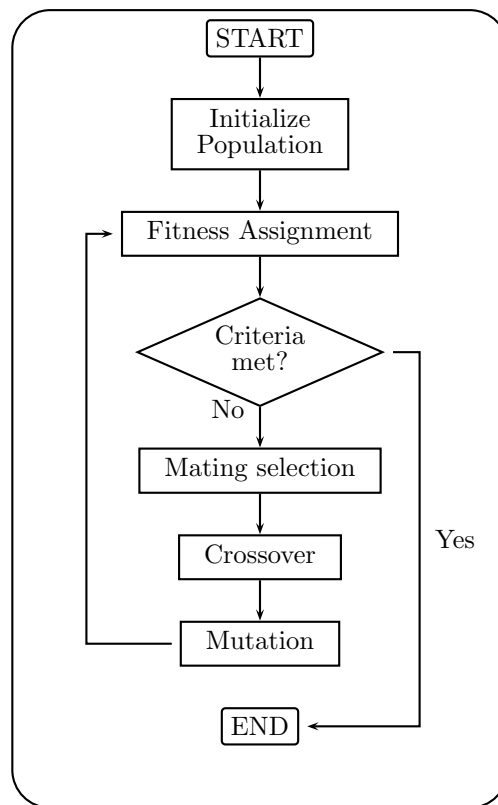 START
Initialize
Population
Fitness Assignment
Criteria
met?
No
Mating selection
Crossover
Yes
Mutation
END